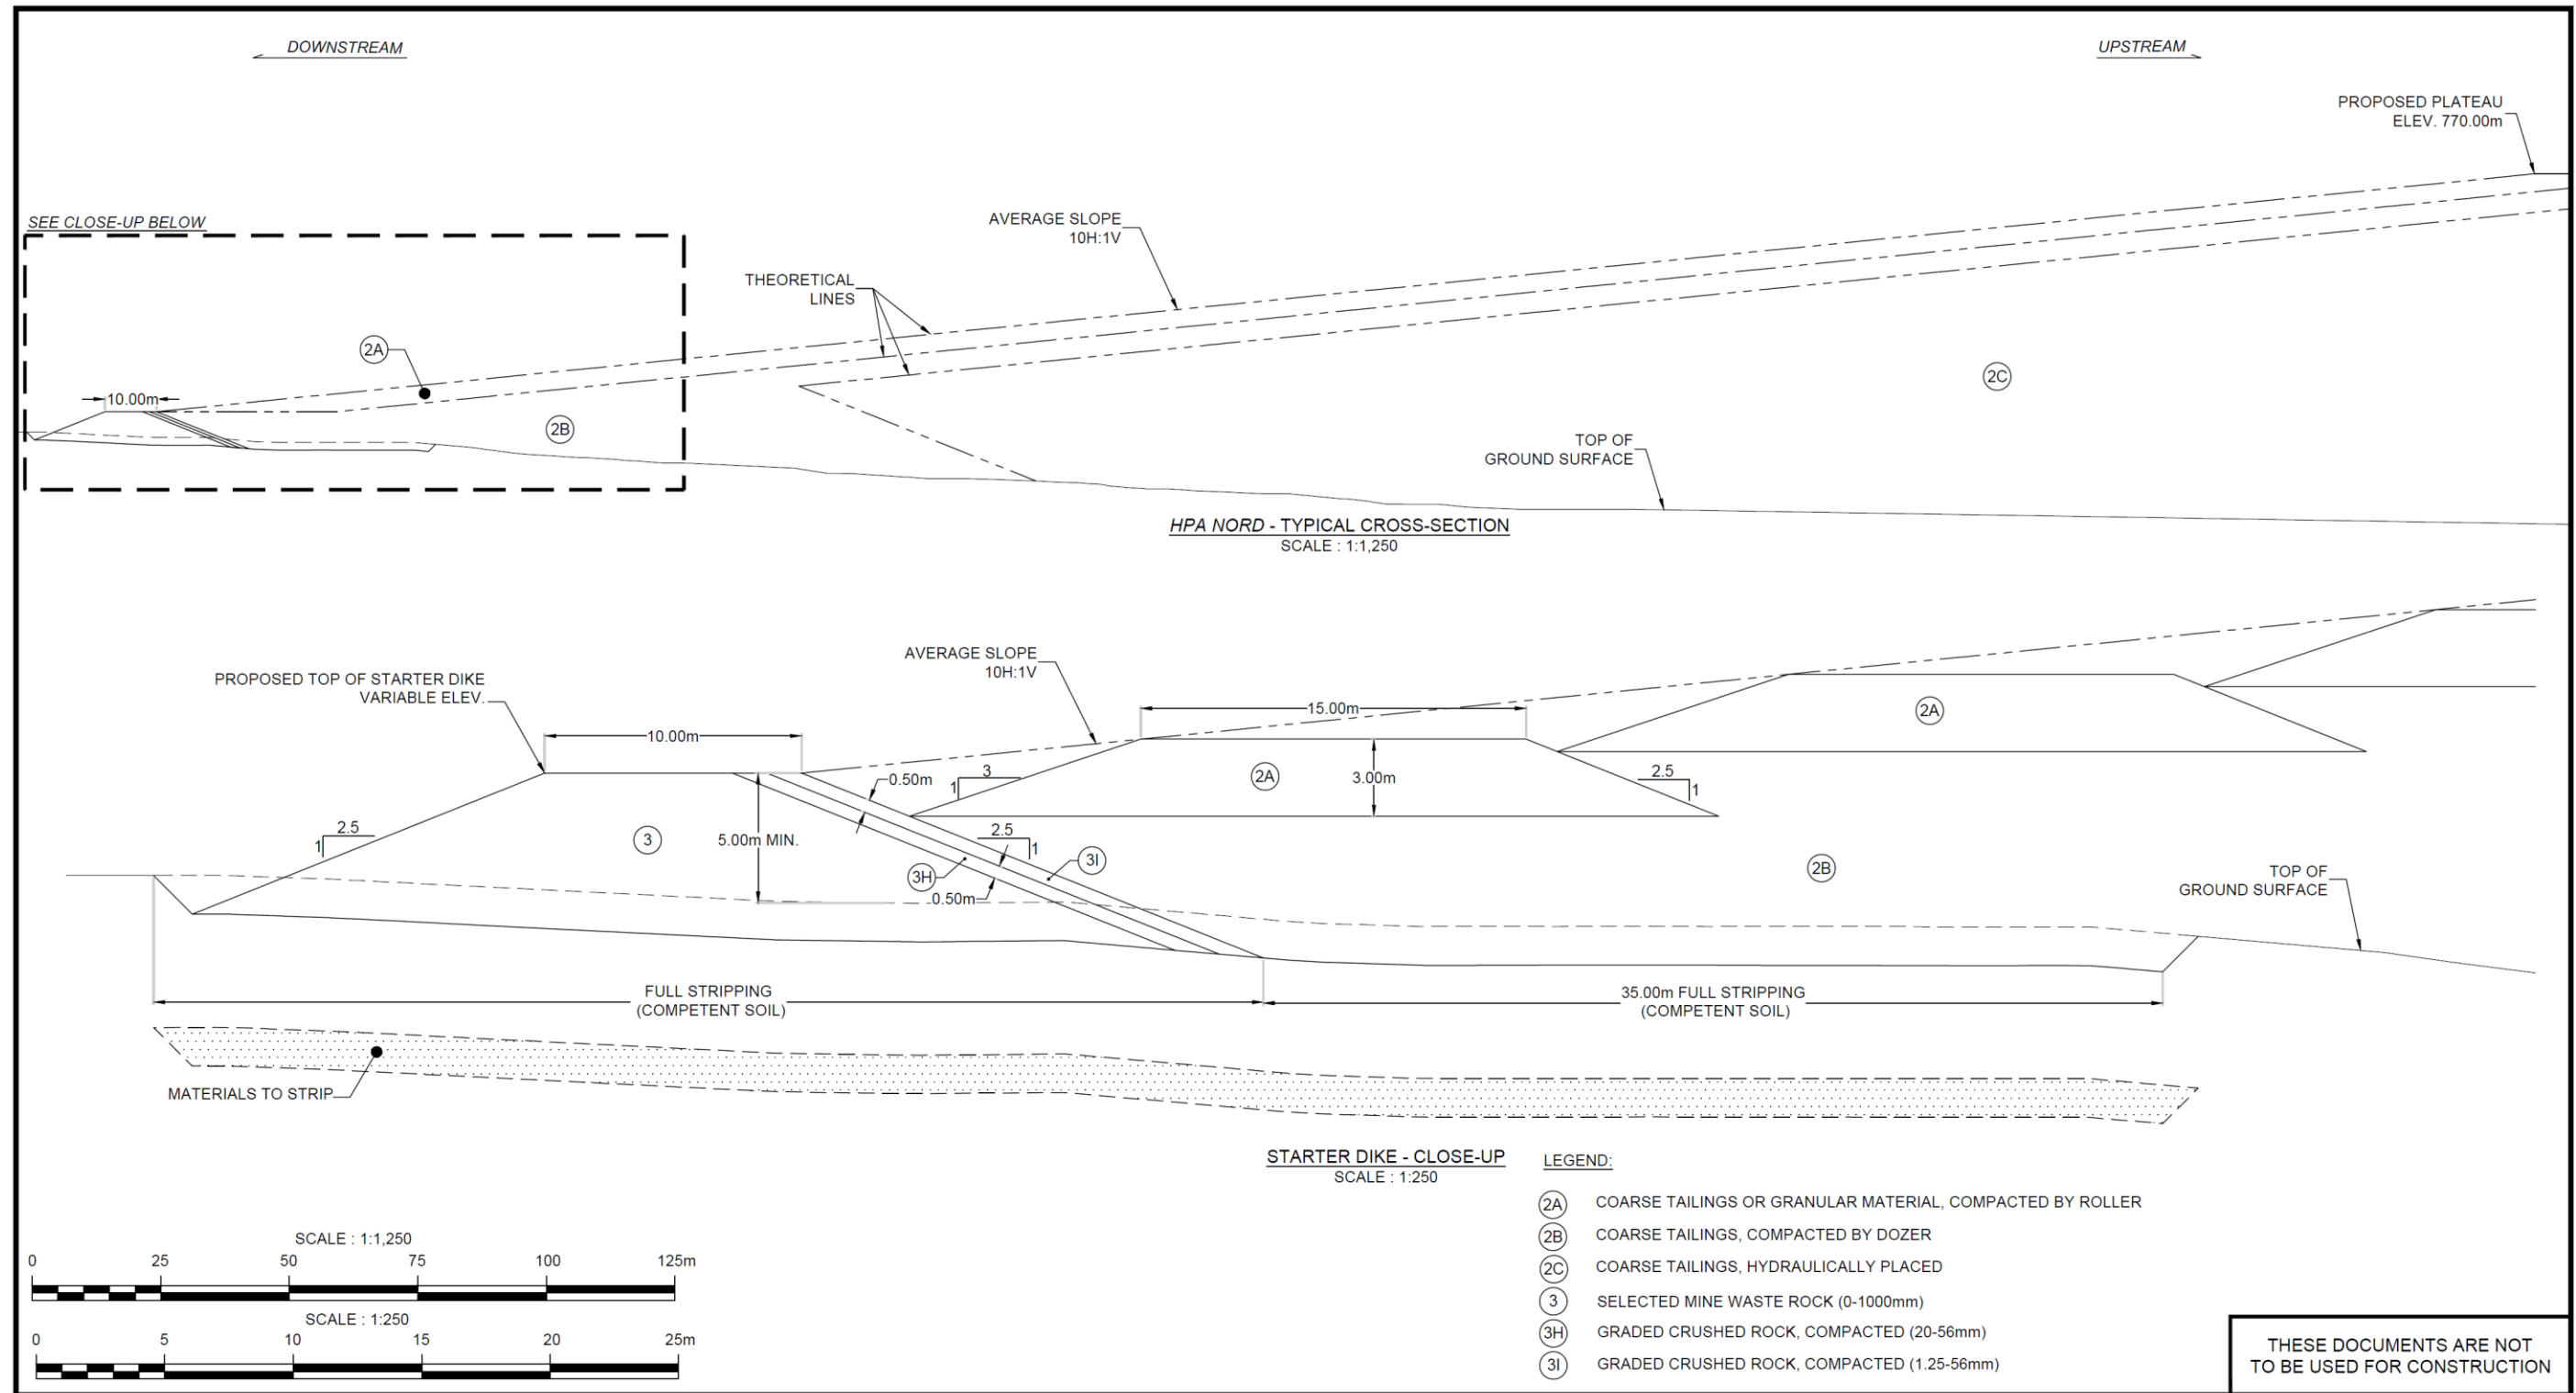 DOWNSTREAM
UPSTREAM
PROPOSED PLATEAU
ELEV. 770.00m
SEE CLOSE-UP BELOW
AVERAGE SLOPE
10H:1V
THEORETICAL
LINES
2A
2C
10.00m
2B
TOP OF
GROUND SURFACE
HPA NORD - TYPICAL CROSS-SECTION
SCALE : 1:1,250
AVERAGE SLOPE
10H:1V
PROPOSED TOP OF STARTER DIKE
VARIABLE ELEV.
15.00m
2A
10.00m
3
1
0.50m
2A
3.00m
2.5
1
2.5
1
3
5.00m MIN.
2.5
1
3I
3H
0.50m
2B
TOP OF
GROUND SURFACE
FULL STRIPPING
(COMPETENT SOIL)
35.00m FULL STRIPPING
(COMPETENT SOIL)
MATERIALS TO STRIP
STARTER DIKE - CLOSE-UP
SCALE : 1:250
LEGEND:
2A COARSE TAILINGS OR GRANULAR MATERIAL, COMPACTED BY ROLLER
2B COARSE TAILINGS, COMPACTED BY DOZER
2C COARSE TAILINGS, HYDRAULICALLY PLACED
3 SELECTED MINE WASTE ROCK (0-1000mm)
3H GRADED CRUSHED ROCK, COMPACTED (20-56mm)
3I GRADED CRUSHED ROCK, COMPACTED (1.25-56mm)
SCALE : 1:1,250
0 25 50 75 100 125m
SCALE : 1:250
0 5 10 15 20 25m
THESE DOCUMENTS ARE NOT
TO BE USED FOR CONSTRUCTION